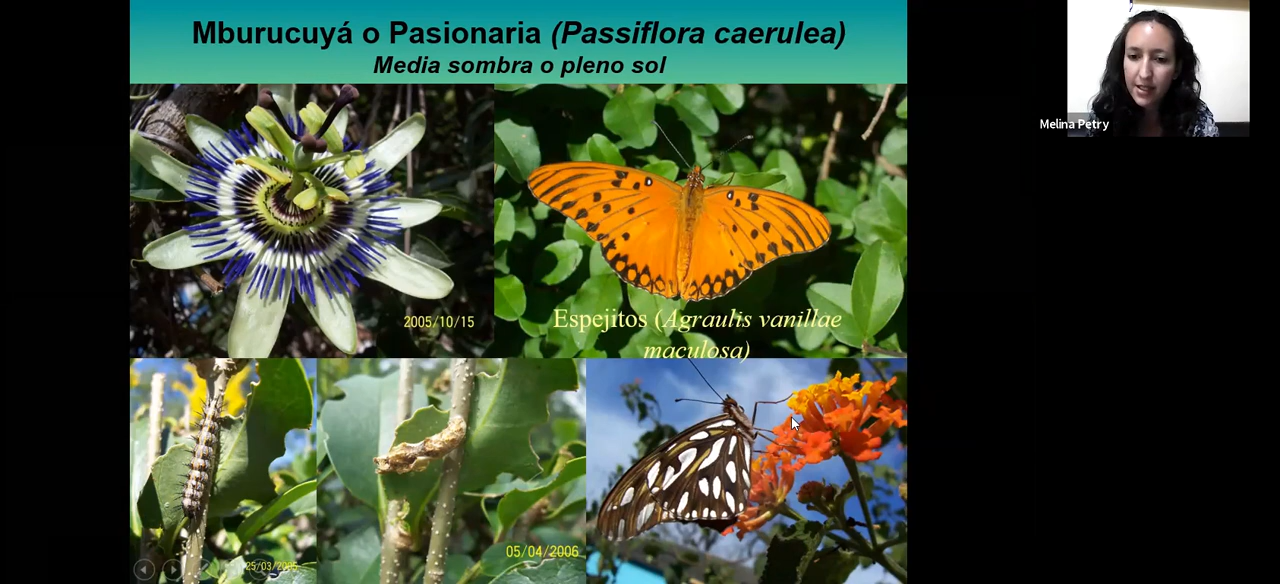 Mburucuyá o Pasionaria (Passiflora caerulea)
Media sombra o pleno sol
Melina Petry
2005/10/15
Espejitos (Agraulis vanillae
maculosa)
05/04/2006